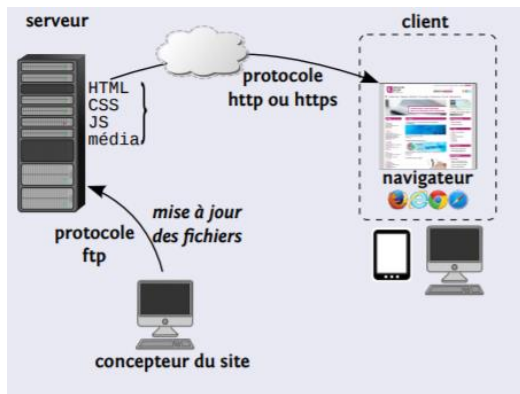 serveur
client
HTML
CSS
JS
média
protocole
http ou https
navigateur
mise à jour
des fichiers
protocole
ftp
concepteur du site